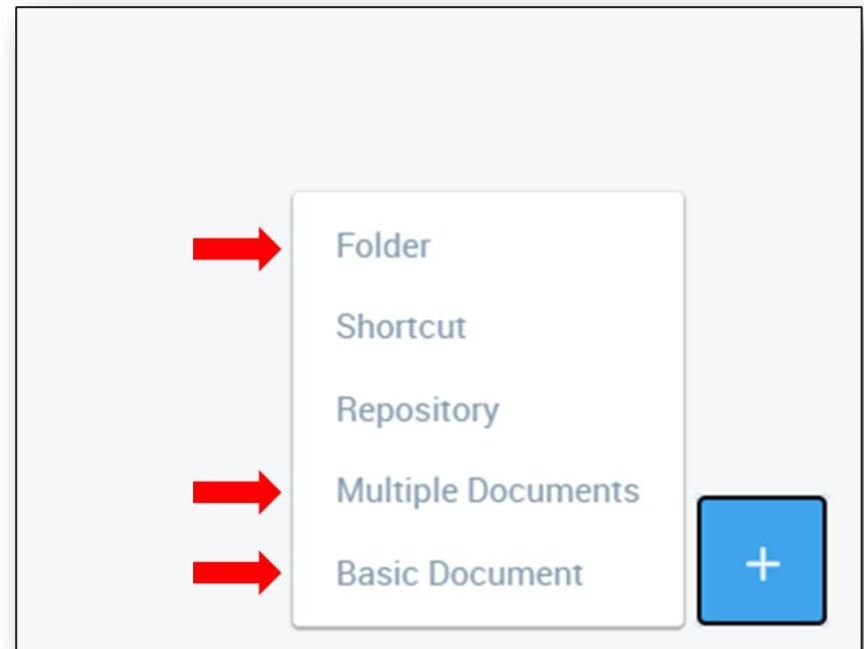 Folder
Shortcut
Repository
Multiple Documents
Basic Document
+